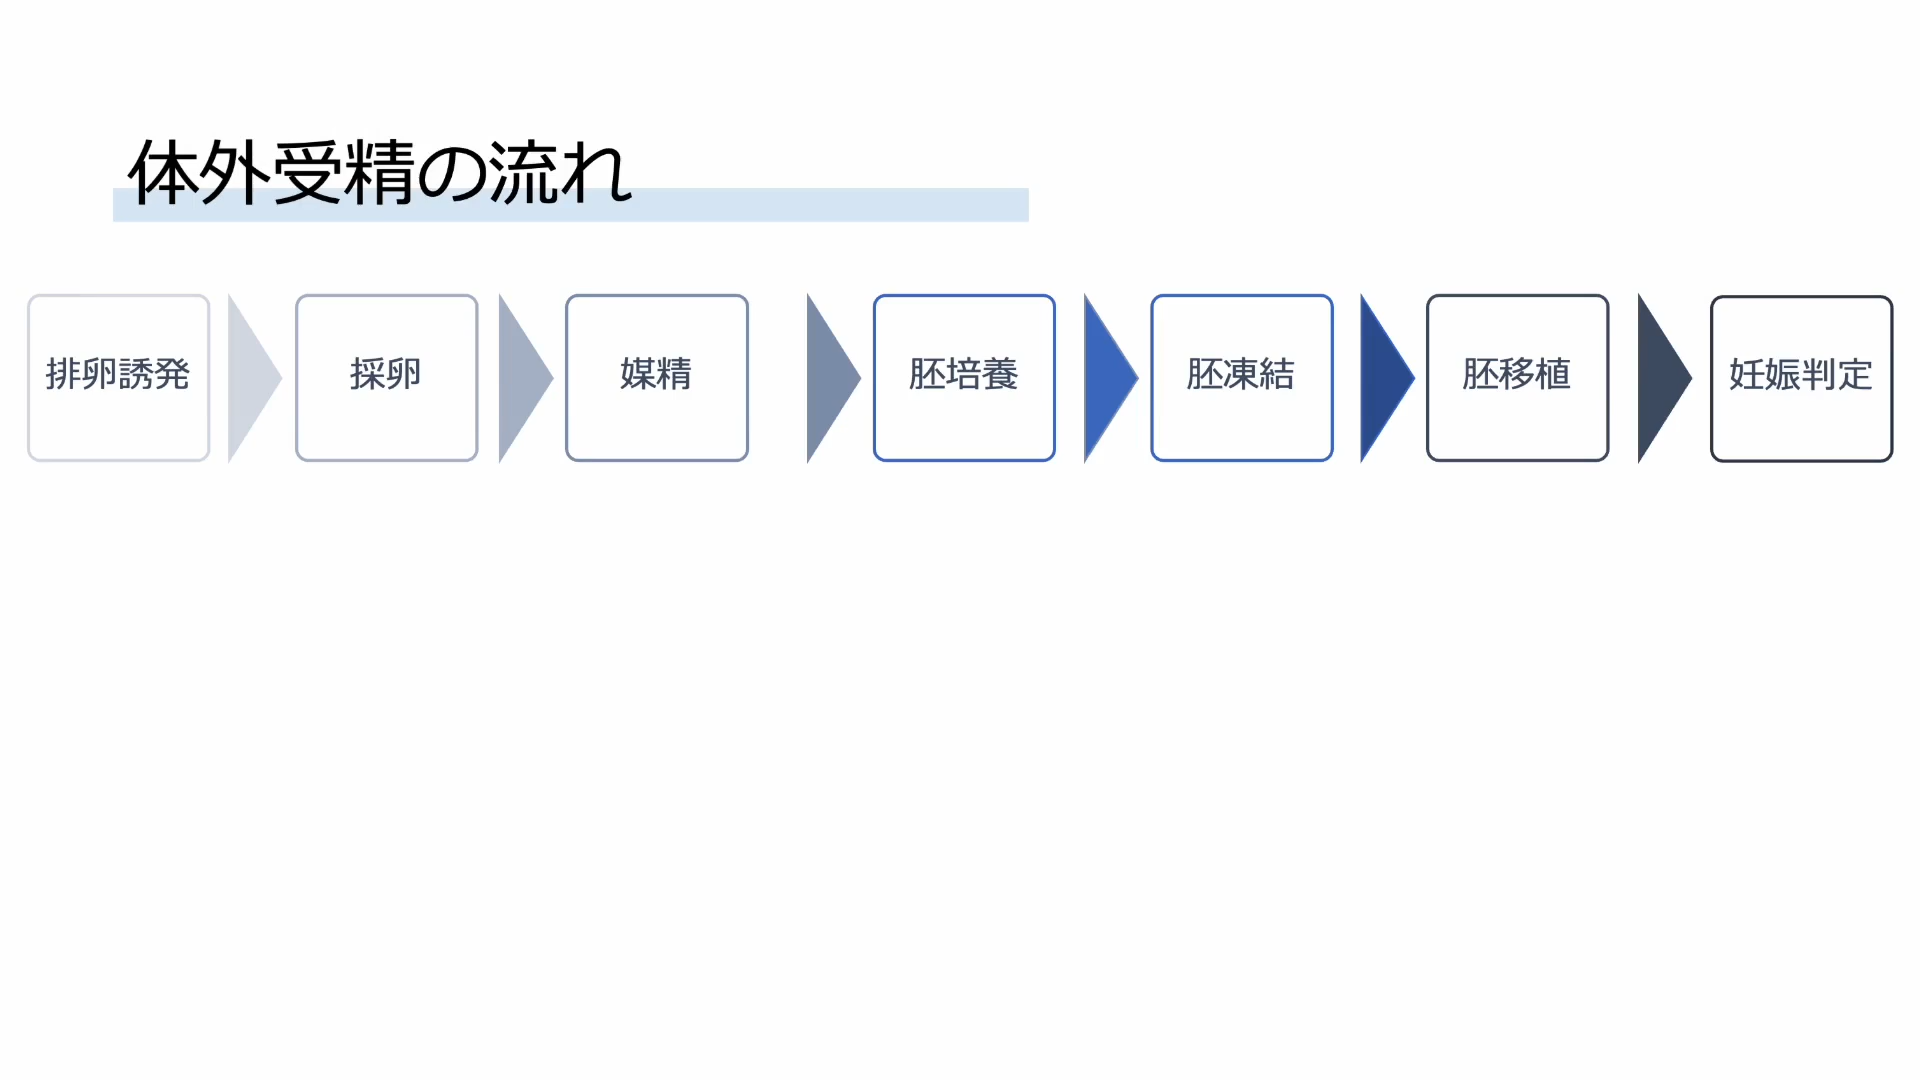 体外受精の流れ
排卵誘発
採卵
媒精
胚培養
胚凍結
胚移植
妊娠判定